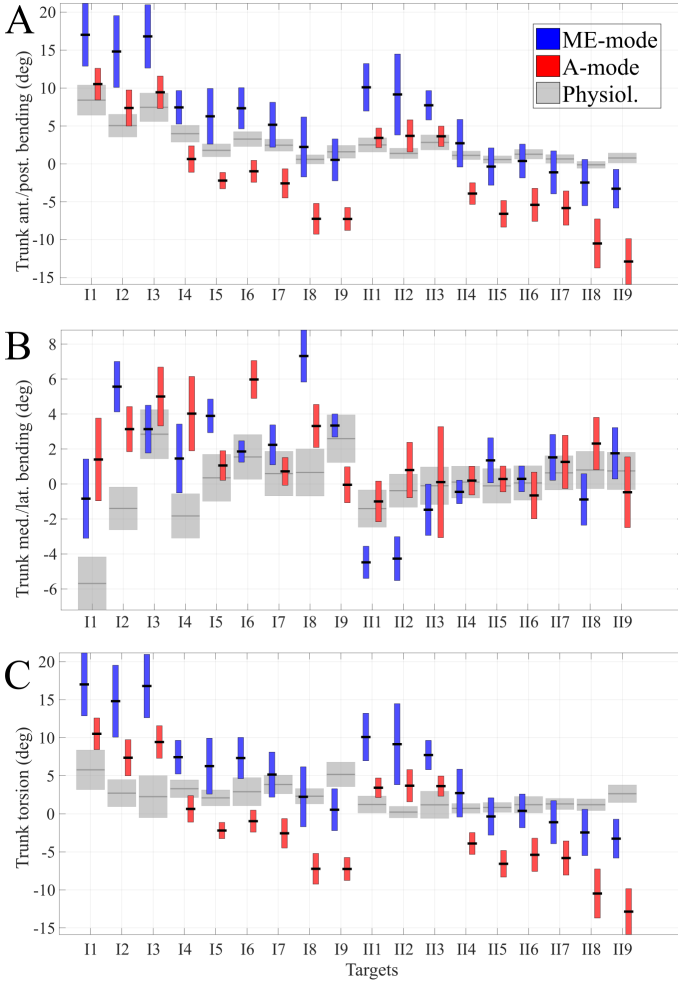 A
Trunk ant./post. bending (deg)
20
15
10
5
0
-5
-10
-15
ME-mode
A-mode
Physiol.
I1 I2 I3 I4 I5 I6 I7 I8 I9 II1 II2 II3 II4 II5 II6 II7 II8 II9
B
Trunk med./lat. bending (deg)
8
6
4
2
0
-2
-4
-6
I1 I2 I3 I4 I5 I6 I7 I8 I9 II1 II2 II3 II4 II5 II6 II7 II8 II9
C
Trunk torsion (deg)
20
15
10
5
0
-5
-10
-15
I1 I2 I3 I4 I5 I6 I7 I8 I9 II1 II2 II3 II4 II5 II6 II7 II8 II9
Targets